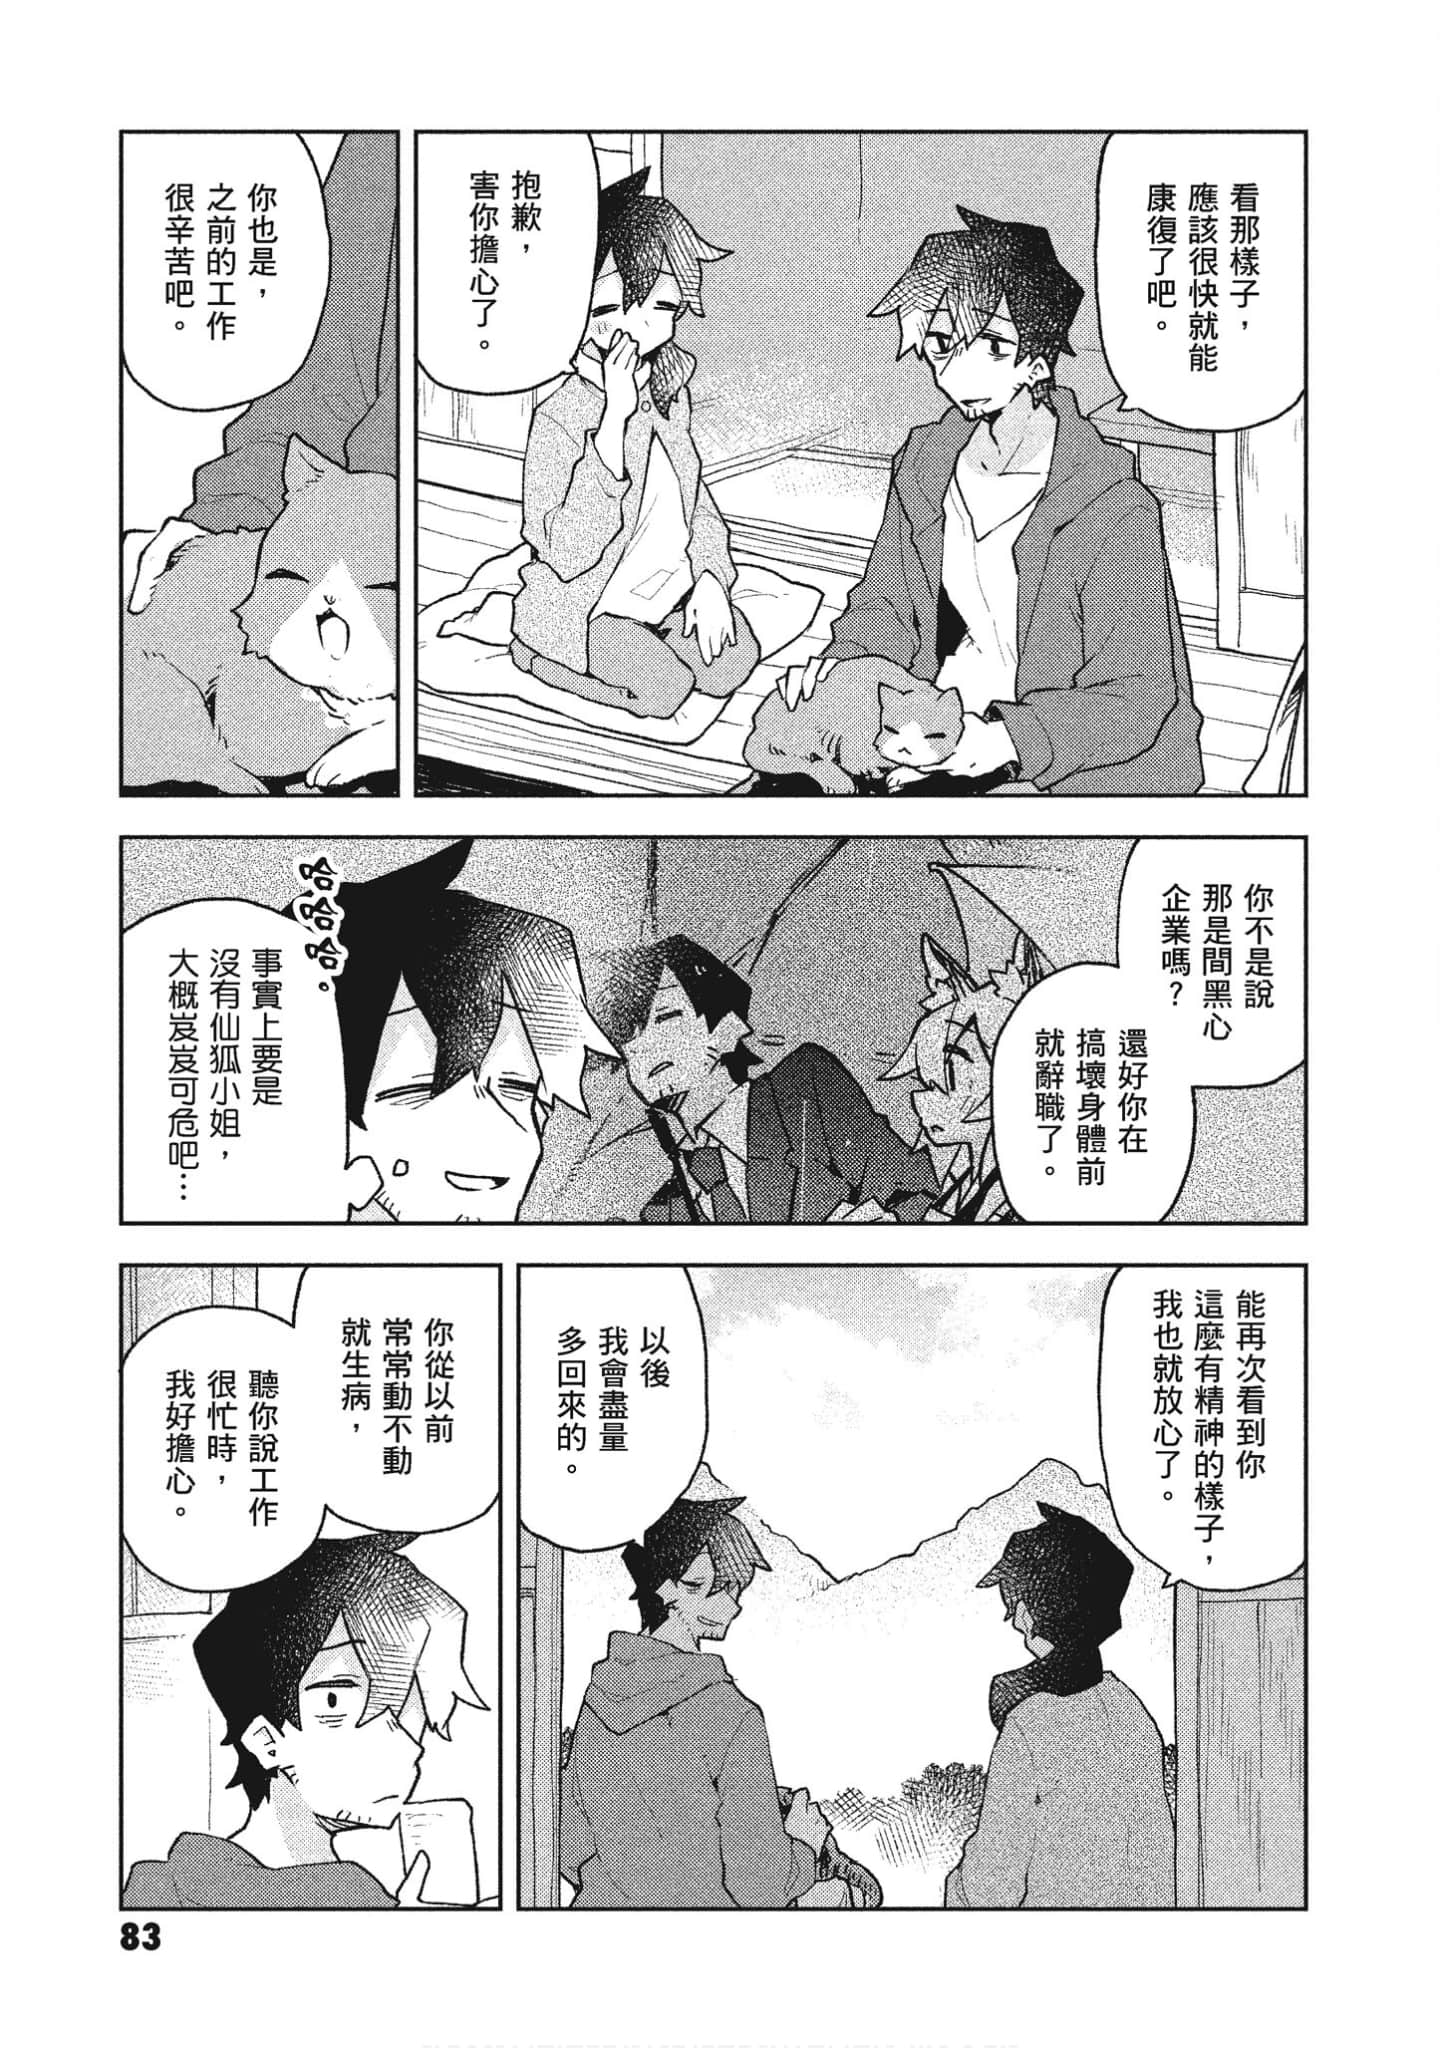 看那樣子，
應該很快就能
康復了吧。
抱歉，
害你擔心了。
你也是，
之前的工作
很辛苦吧。
你不是說
那是間黑心
企業嗎？
還好你在
搞壞身體前
就辭職了。
哈哈哈。
事實上要是
沒有仙狐小姐，
大概岌岌可危吧…
能再次看到你
這麼有精神的樣子，
我也就放心了。
以後
我會盡量
多回來的。
你從以前
常常動不動
就生病，
聽你說工作
很忙時，
我好擔心。
83